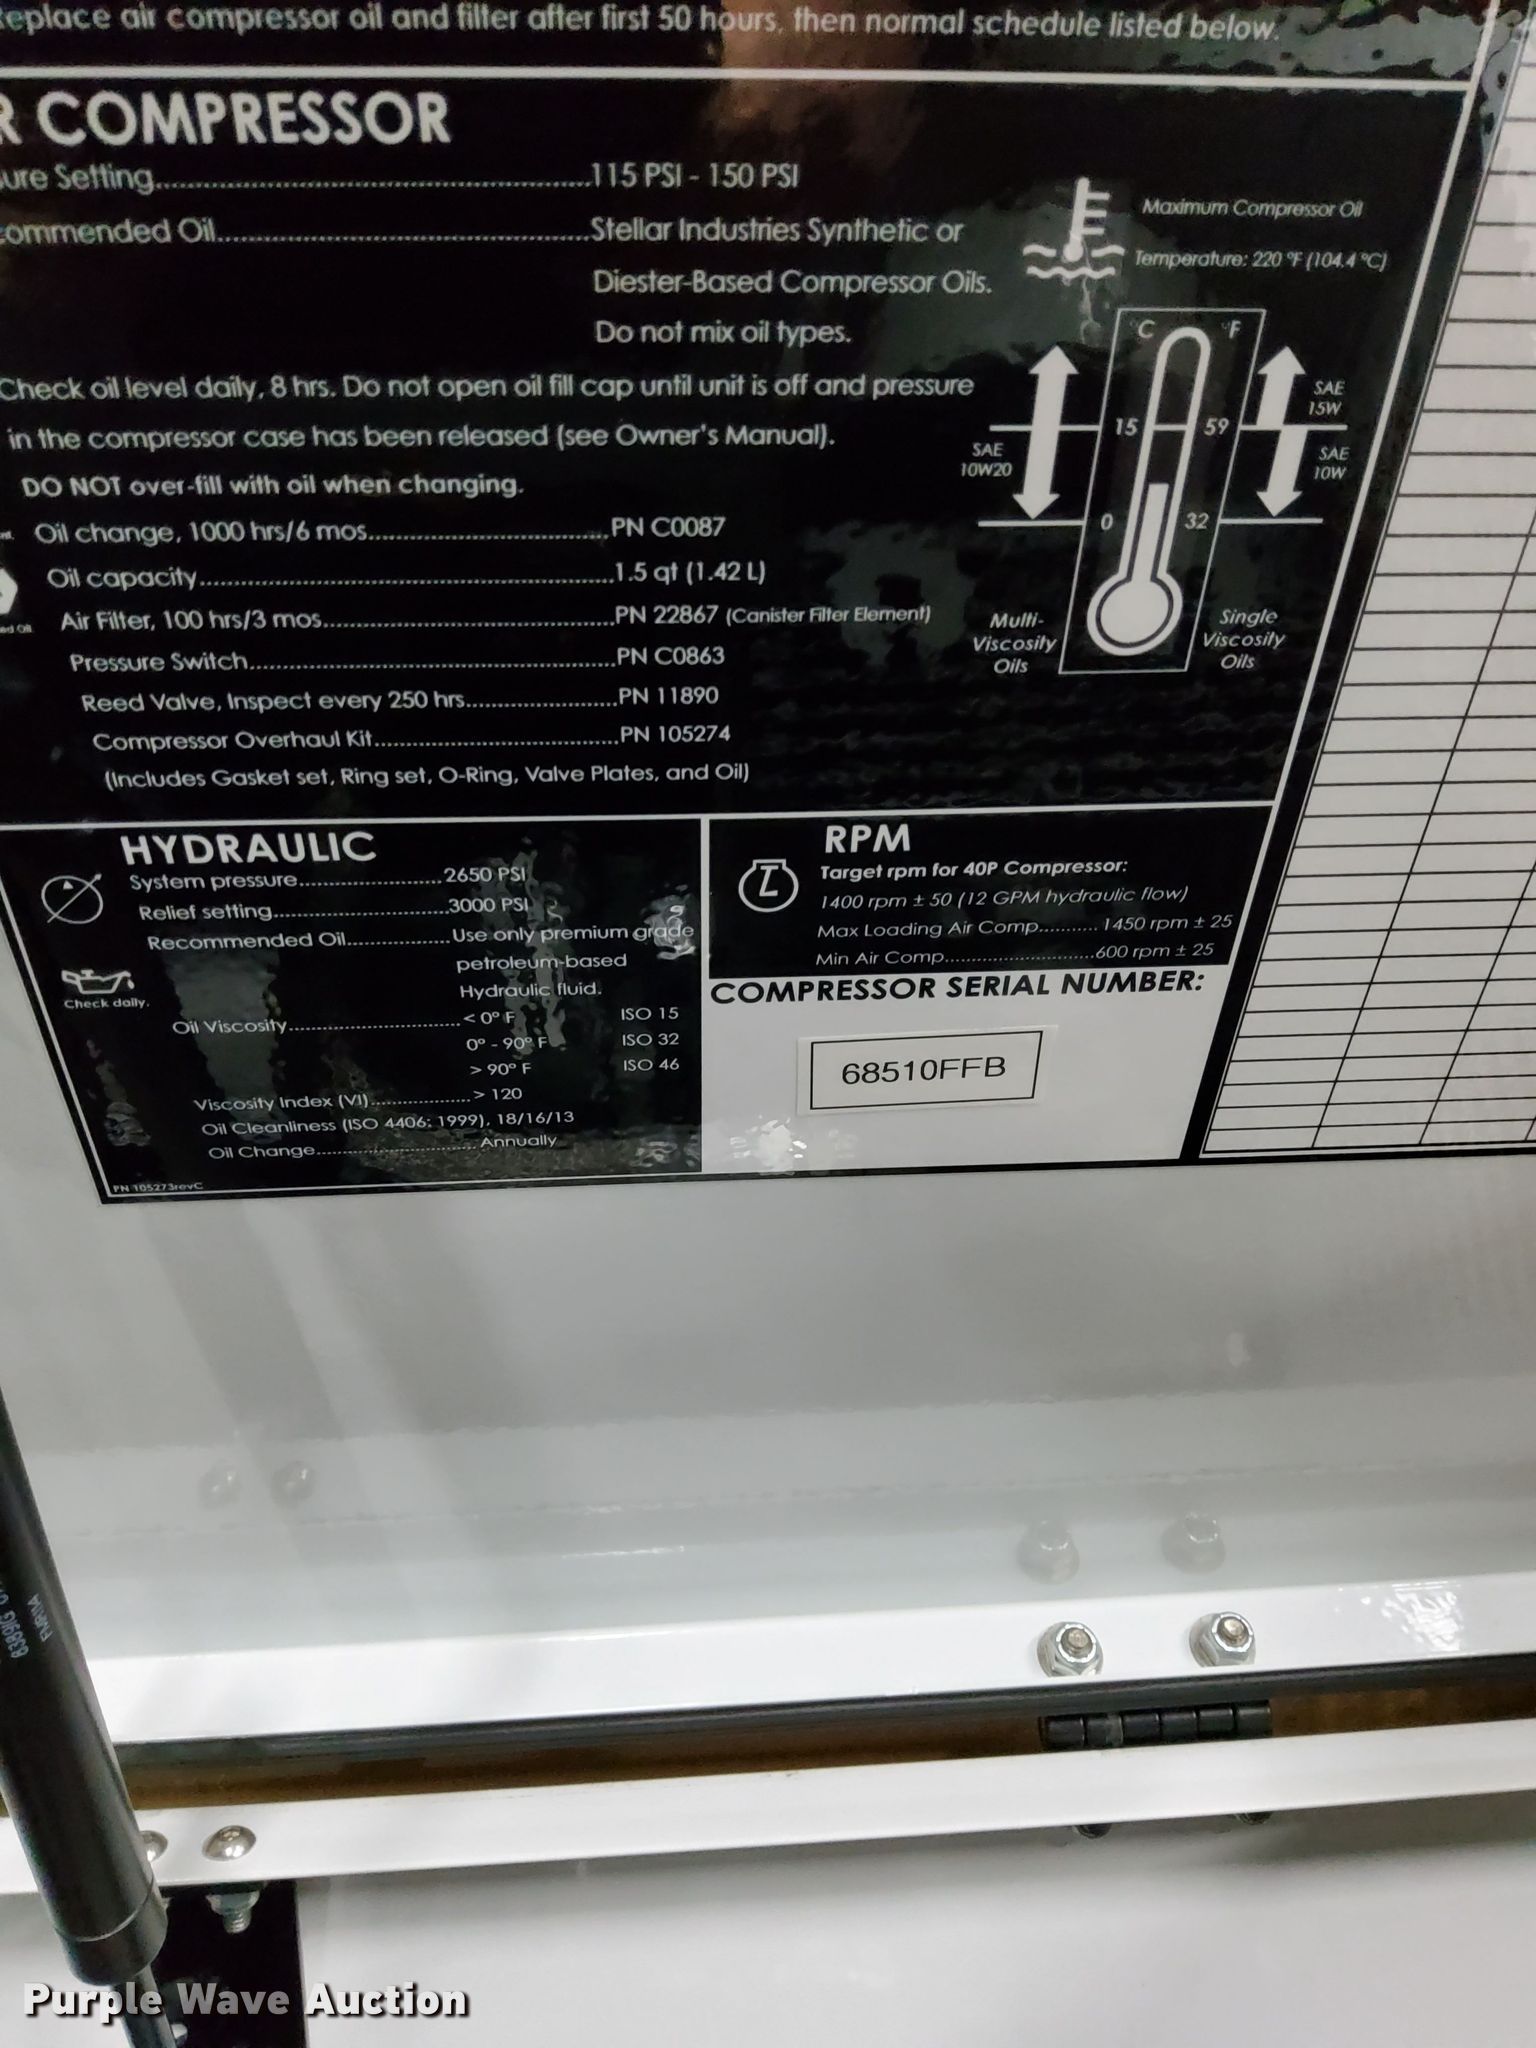 eplace air compressor oil and filter after first 50 hours, then normal schedule listed below.
R COMPRESSOR
ure Setting..........115 PSI - 150 PSI
commended Oil..........Stellar Industries Synthetic or
Diester-Based Compressor Oils.
Do not mix oil types.
Check oil level daily, 8 hrs. Do not open oil fill cap until unit is off and pressure
in the compressor case has been released (see Owner's Manual).
DO NOT over-fill with oil when changing.
Oil change, 1000 hrs/6 mos..........PN C0087
Oil capacity..........1.5 qt (1.42 L)
ed Oil
Air Filter, 100 hrs/3 mos..........PN 22867 (Canister Filter Element)
Pressure Switch..........PN C0863
Reed Valve, Inspect every 250 hrs..........PN 11890
Compressor Overhaul Kit..........PN 105274
(Includes Gasket set, Ring set, O-Ring, Valve Plates, and Oil)
Maximum Compressor Oil
Temperature: 220 °F (104.4 °C)
°C °F
SAE
15W
15 59
SAE
10W20
SAE
10W
0 32
Multi-
Viscosity
Oils
Single
Viscosity
Oils
HYDRAULIC
System pressure..........2650 PSI
Relief setting..........3000 PSI
Recommended Oil..........Use only premium grade
petroleum-based
Hydraulic fluid.
Check daily.
Oil Viscosity..........< 0° F ISO 15
0° - 90° F ISO 32
> 90° F ISO 46
Viscosity Index (VI)..........> 120
Oil Cleanliness (ISO 4406: 1999), 18/16/13
Oil Change..........Annually
PN 105273revC
RPM
Target rpm for 40P Compressor:
1400 rpm ± 50 (12 GPM hydraulic flow)
Max Loading Air Comp..........1450 rpm ± 25
Min Air Comp..........600 rpm ± 25
COMPRESSOR SERIAL NUMBER:
68510FFB
Purple Wave Auction